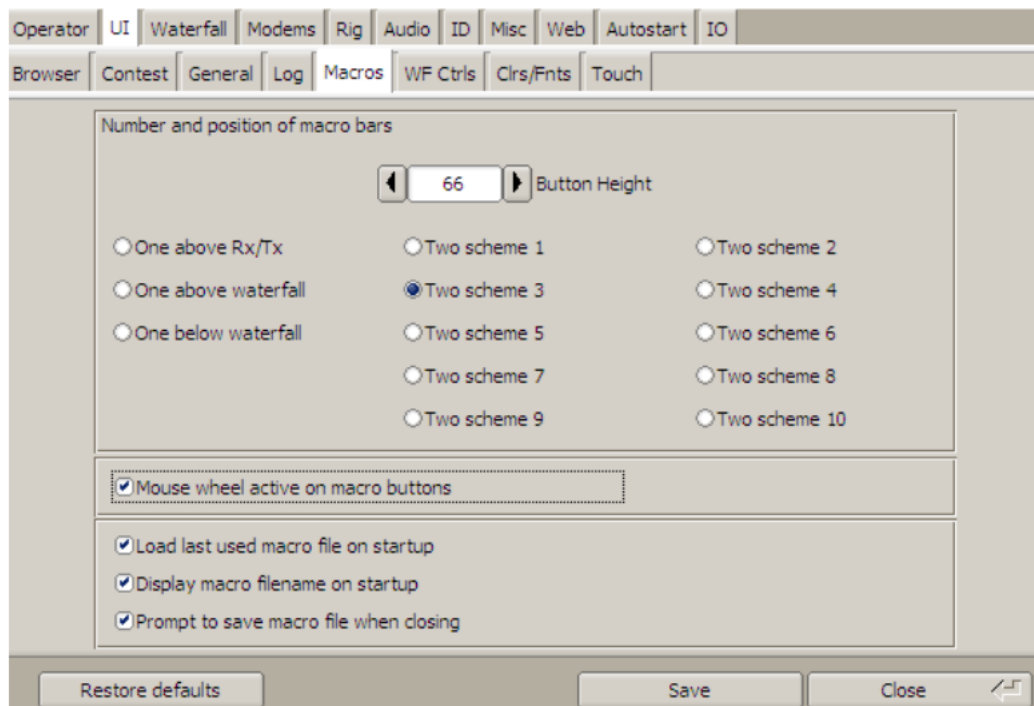 Operator UI Waterfall Modems Rig Audio ID Misc Web Autostart IO
Browser Contest General Log Macros WF Ctrls Clrs/Fnts Touch
Number and position of macro bars
66 Button Height
One above Rx/Tx Two scheme 1 Two scheme 2
One above waterfall Two scheme 3 Two scheme 4
One below waterfall Two scheme 5 Two scheme 6
Two scheme 7 Two scheme 8
Two scheme 9 Two scheme 10
Mouse wheel active on macro buttons
Load last used macro file on startup
Display macro filename on startup
Prompt to save macro file when closing
Restore defaults Save Close